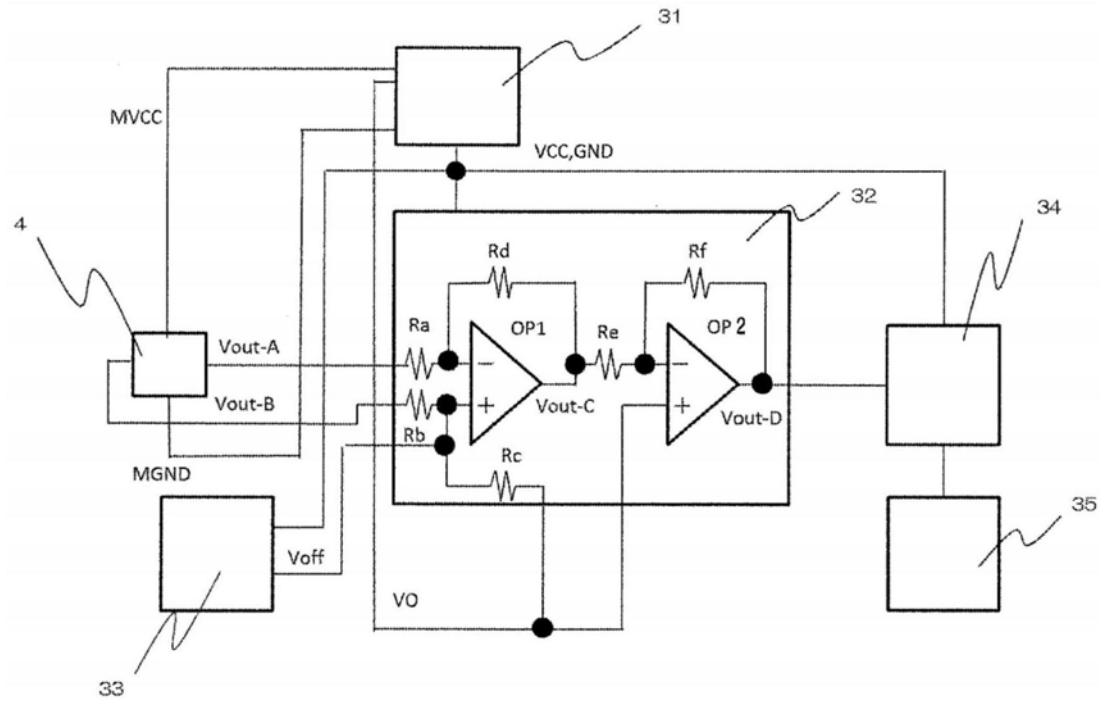 31
MVCC
VCC,GND
32
34
4
Rd
Rf
Ra
OP1
Re
OP 2
Vout-A
−
−
Vout-B
+
Vout-C
+
Vout-D
Rb
Rc
MGND
35
Voff
VO
33